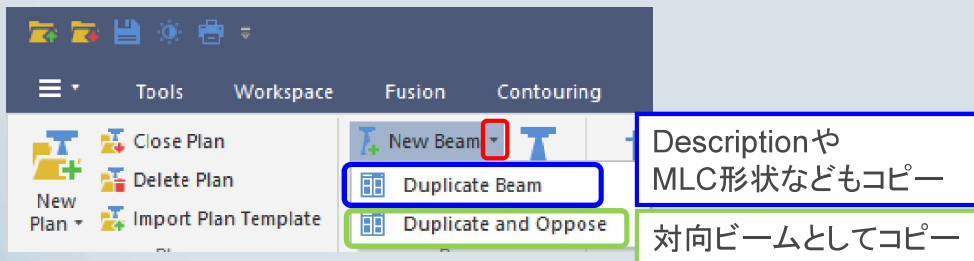 Tools Workspace Fusion Contouring
Close Plan
Delete Plan
Import Plan Template
New
Plan
New Beam
Duplicate Beam
Duplicate and Oppose
Descriptionや
MLC形状などもコピー
対向ビームとしてコピー